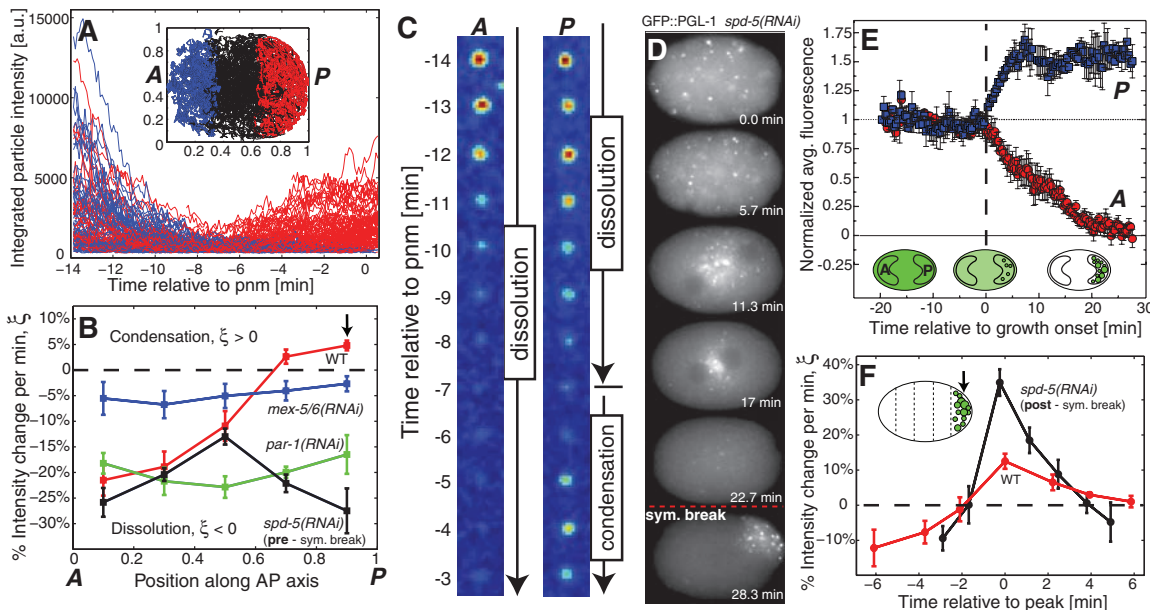 A
Integrated particle intensity [a.u.]
15000
10000
5000
0
1
0.8
0.6
0.4
0.2
0
A
P
0.2 0.4 0.6 0.8 1
−14 −12 −10 −8 −6 −4 −2 0
Time relative to pnm [min]
B
% Intensity change per min, ξ
10%
5%
0
−5%
−10%
−15%
−20%
−25%
−30%
Condensation, ξ > 0
WT
mex-5/6(RNAi)
par-1(RNAi)
Dissolution, ξ < 0
spd-5(RNAi)
(pre - sym. break)
0 0.2 0.4 0.6 0.8 1
A
Position along AP axis
P
C
A
P
Time relative to pnm [min]
-14
-13
-12
-11
-10
-9
-8
-7
-6
-5
-4
-3
dissolution
dissolution
condensation
GFP::PGL-1 spd-5(RNAi)
D
0.0 min
5.7 min
11.3 min
17 min
22.7 min
sym. break
28.3 min
E
Normalized avg. fluorescence
1.75
1.5
1.25
1
0.75
0.5
0.25
0
-0.25
P
A
A
P
-20 -10 0 10 20 30
Time relative to growth onset [min]
F
% Intensity change per min, ξ
40%
30%
20%
10%
0
−10%
spd-5(RNAi)
(post - sym. break)
WT
−6 −4 −2 0 2 4 6
Time relative to peak [min]